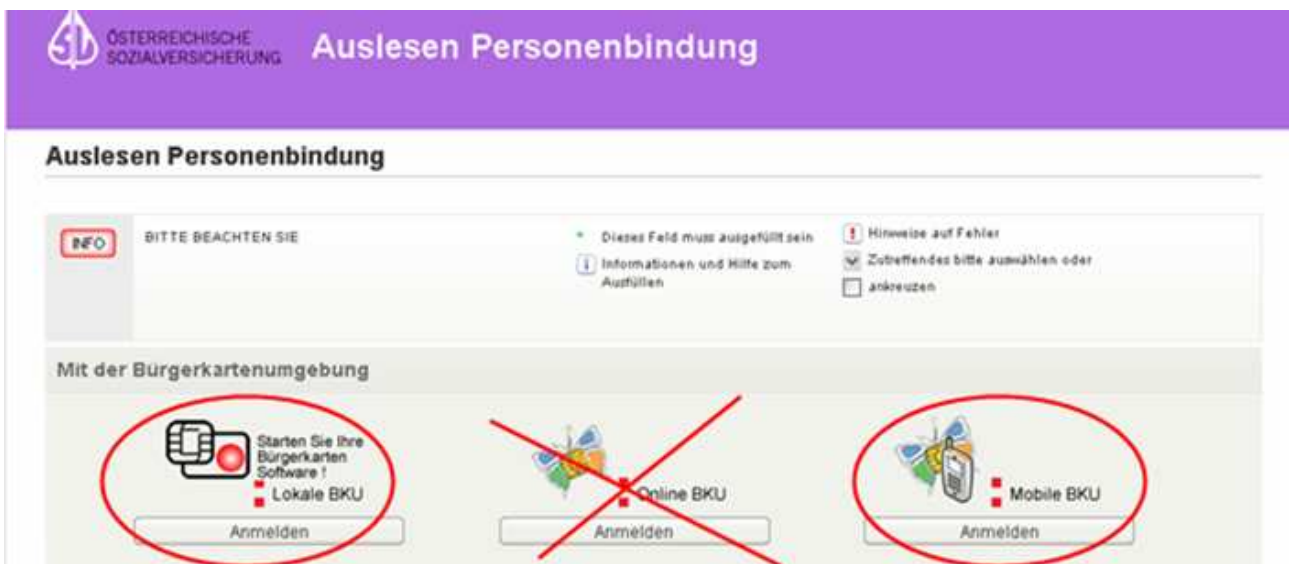 ÖSTERREICHISCHE
SOZIALVERSICHERUNG
Auslesen Personenbindung
Auslesen Personenbindung
INFO
BITTE BEACHTEN SIE
* Dieses Feld muss ausgefüllt sein
i Informationen und Hilfe zum
Ausfüllen
! Hinweise auf Fehler
Zutreffendes bitte auswählen oder
ankreuzen
Mit der Bürgerkartenumgebung
Starten Sie Ihre
Bürgerkarten
Software !
Lokale BKU
Anmelden
Online BKU
Anmelden
Mobile BKU
Anmelden